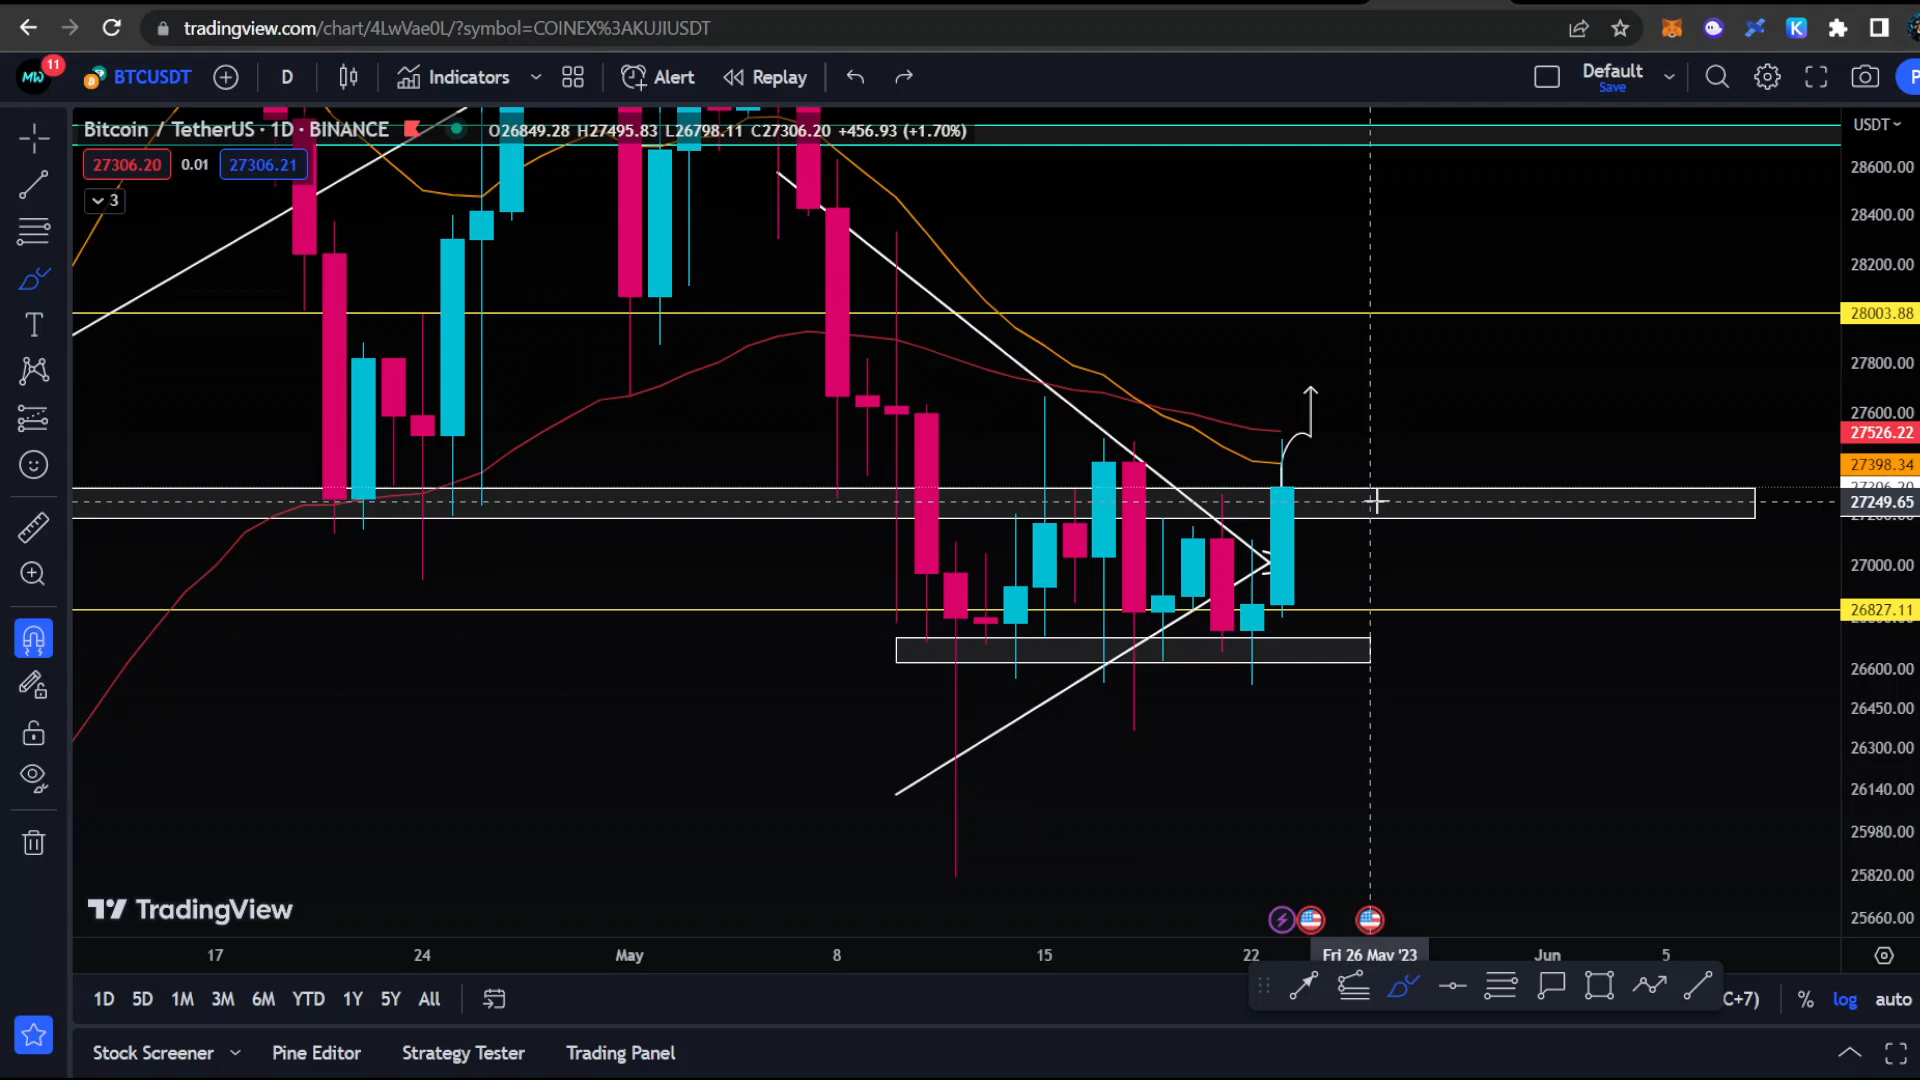 tradingview.com/chart/4LwVae0L/?symbol=COINEX%3AKUJIUSDT
MW 11 BTCUSDT D Indicators Alert Replay Default
Save
Bitcoin / TetherUS · 1D · BINANCE O26849.28 H27495.83 L26798.11 C27306.20 +456.93 (+1.70%)
USDT
27306.20 0.01 27306.21
3
28600.00
28400.00
28200.00
28003.88
27800.00
27600.00
27526.22
27398.34
27249.65
27000.00
26827.11
26600.00
26450.00
26300.00
26140.00
25980.00
25820.00
25660.00
TradingView
17 24 May 8 15 22 Fri 26 May '23 Jun 5
1D 5D 1M 3M 6M YTD 1Y 5Y All
C+7) % log auto
Stock Screener Pine Editor Strategy Tester Trading Panel